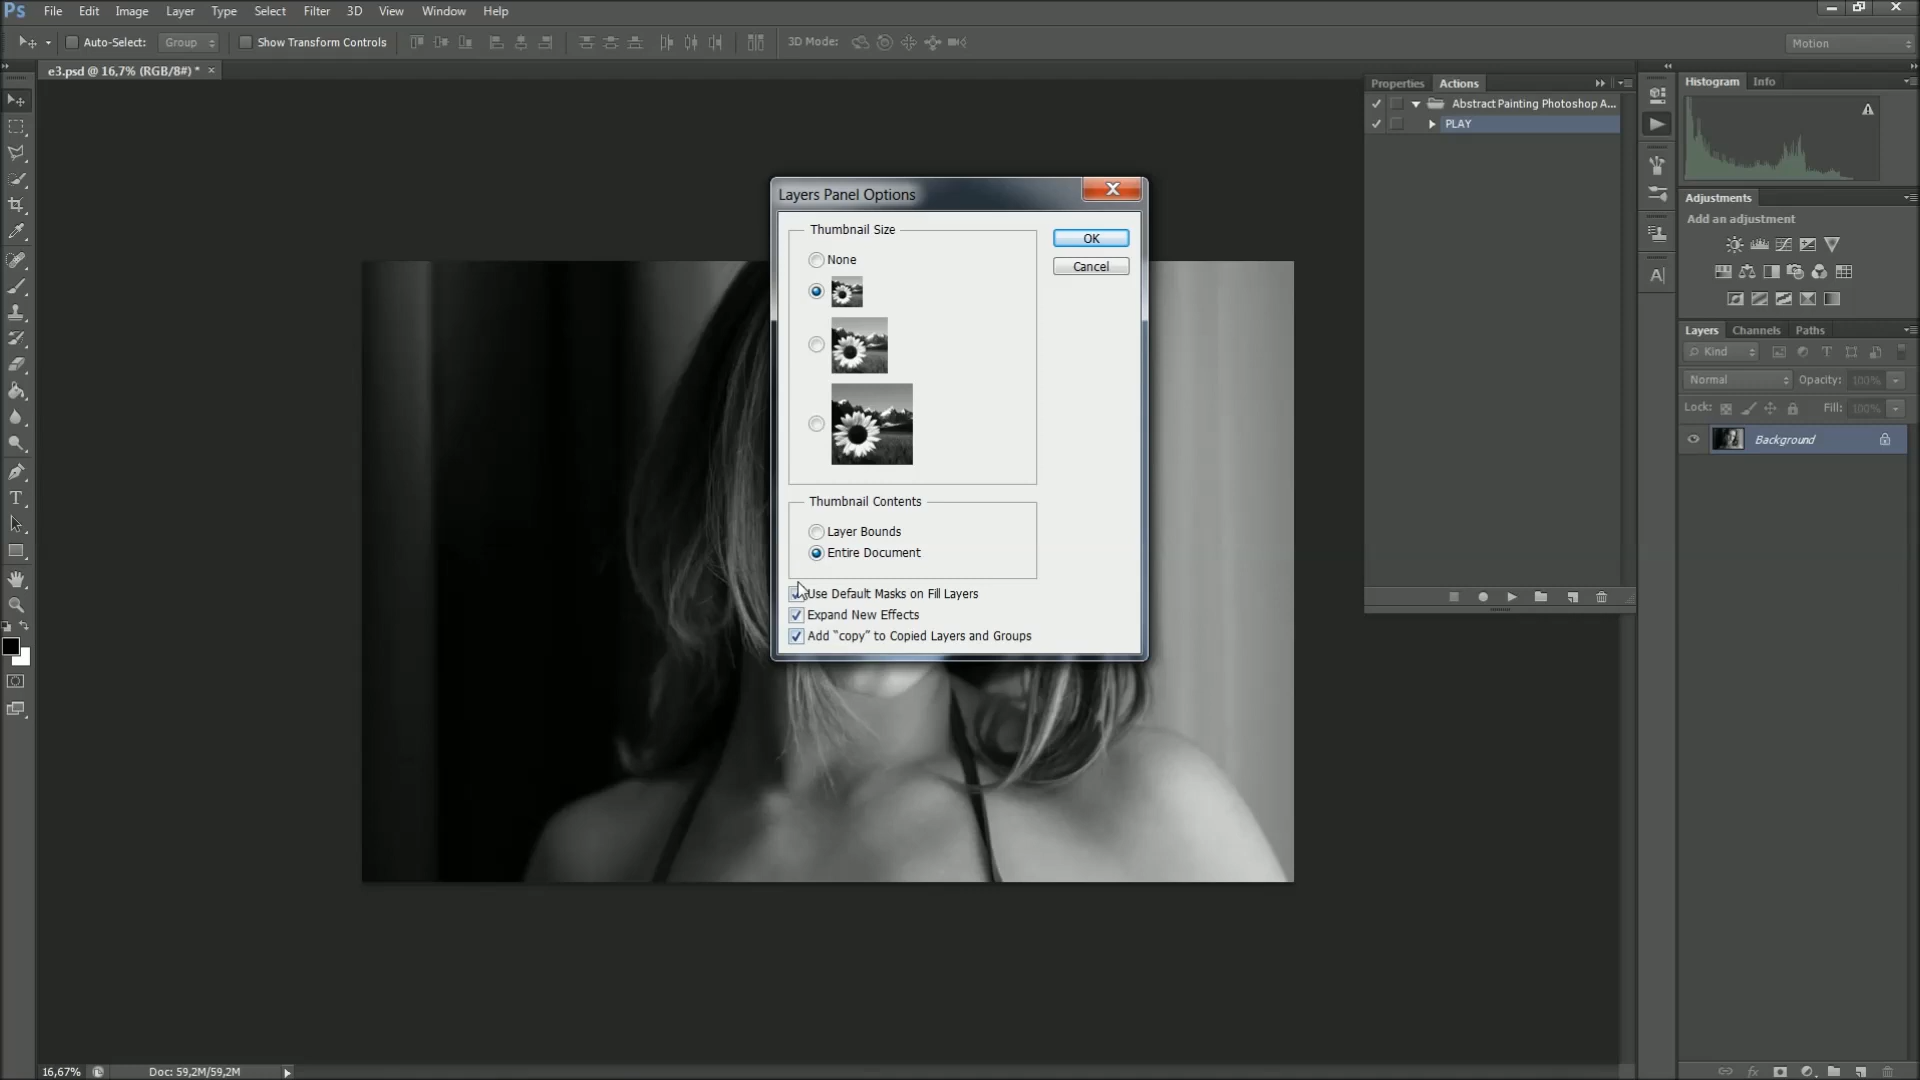 Ps File Edit Image Layer Type Select Filter 3D View Window Help
Auto-Select: Group Show Transform Controls 3D Mode: Motion
e3.psd @ 16,7% (RGB/8#) * ×
Properties Actions
Abstract Painting Photoshop A...
PLAY
Histogram Info
Adjustments
Add an adjustment
Layers Channels Paths
Kind
Normal Opacity: 100%
Lock: Fill: 100%
Background
Layers Panel Options
Thumbnail Size
None
OK
Cancel
Thumbnail Contents
Layer Bounds
Entire Document
Use Default Masks on Fill Layers
Expand New Effects
Add “copy” to Copied Layers and Groups
16,67% Doc: 59,2M/59,2M